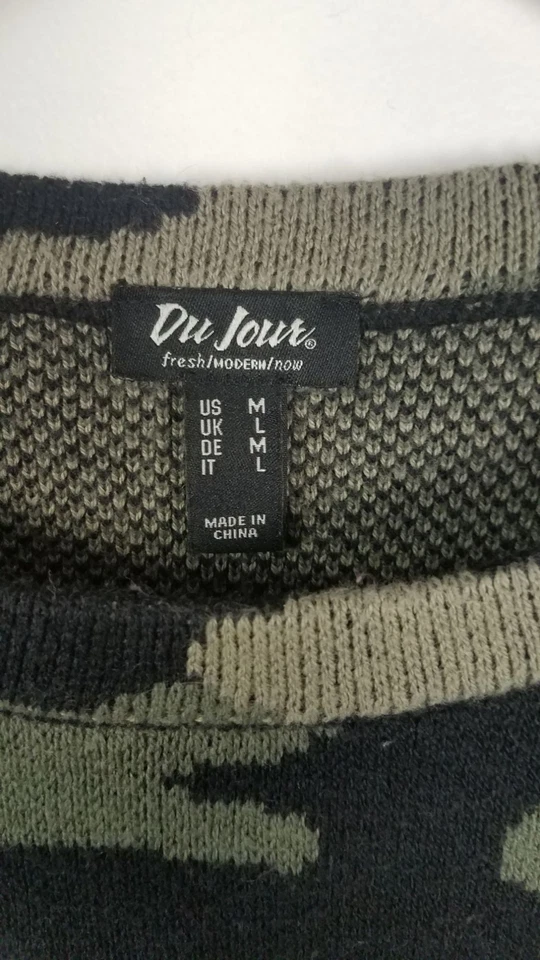 Du Jour®
fresh/MODERN/now
US M
UK L
DE M
IT L
MADE IN
CHINA